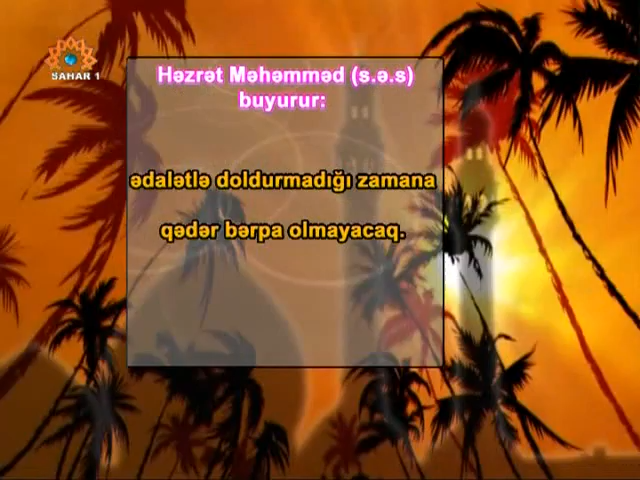 SAHAR 1
Həzrət Məhəmməd (s.ə.s)
buyurur:
ədalətlə doldurmadığı zamana
qədər bərpa olmayacaq.